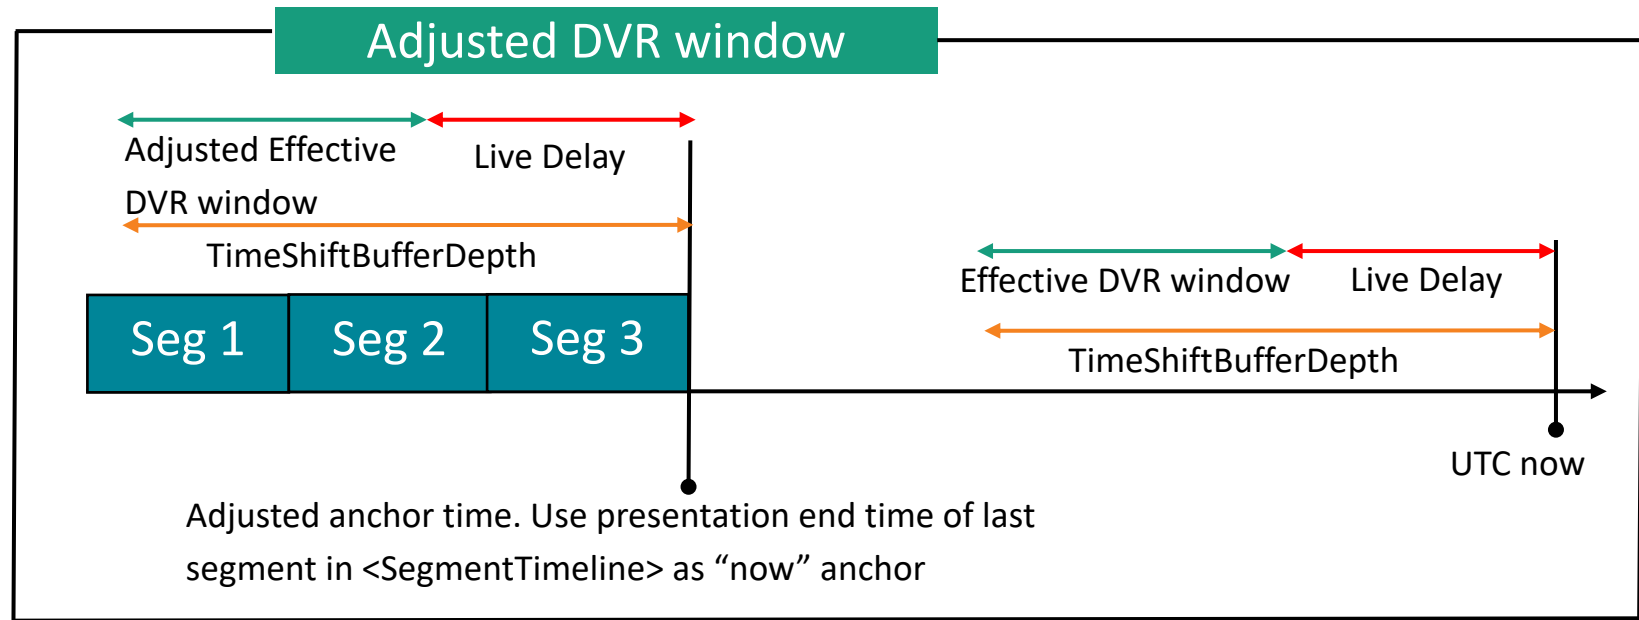 Adjusted DVR window
Adjusted Effective
DVR window
Live Delay
TimeShiftBufferDepth
Seg 1
Seg 2
Seg 3
Effective DVR window
Live Delay
TimeShiftBufferDepth
UTC now
Adjusted anchor time. Use presentation end time of last
segment in <SegmentTimeline> as “now” anchor